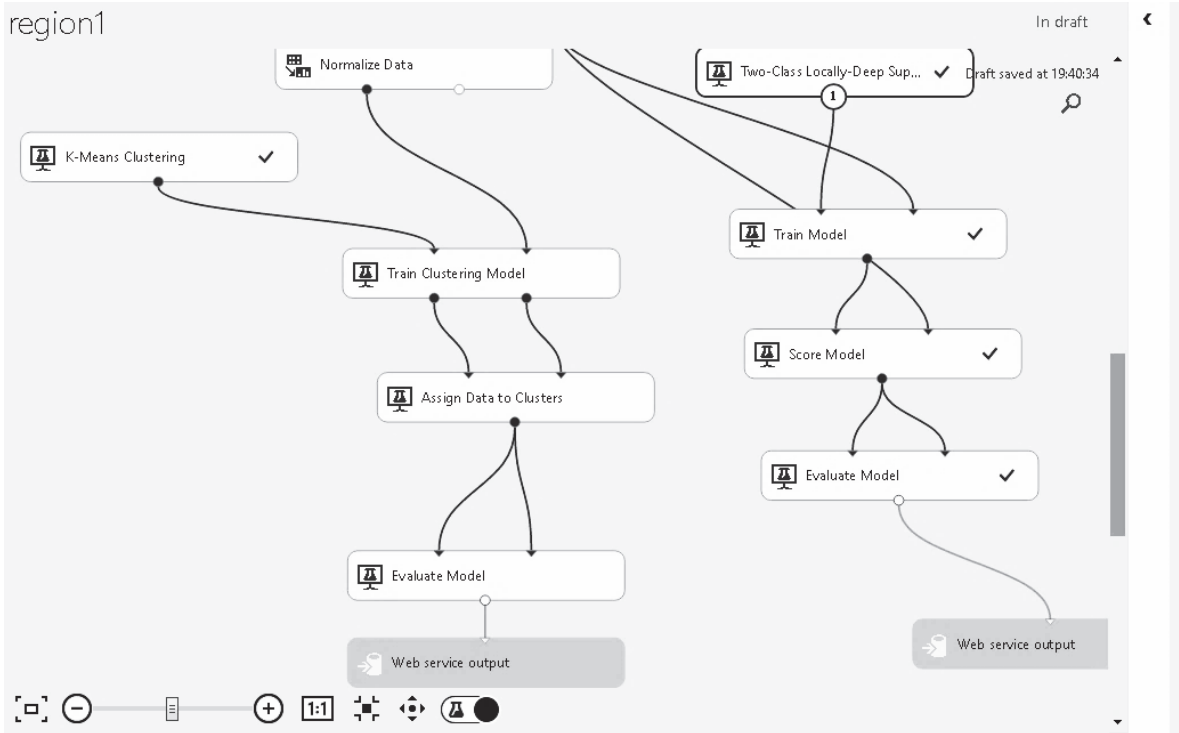 region1
In draft
Normalize Data
Two-Class Locally-Deep Sup...
Draft saved at 19:40:34
1
K-Means Clustering
Train Model
Train Clustering Model
Score Model
Assign Data to Clusters
Evaluate Model
Evaluate Model
Web service output
Web service output
1:1